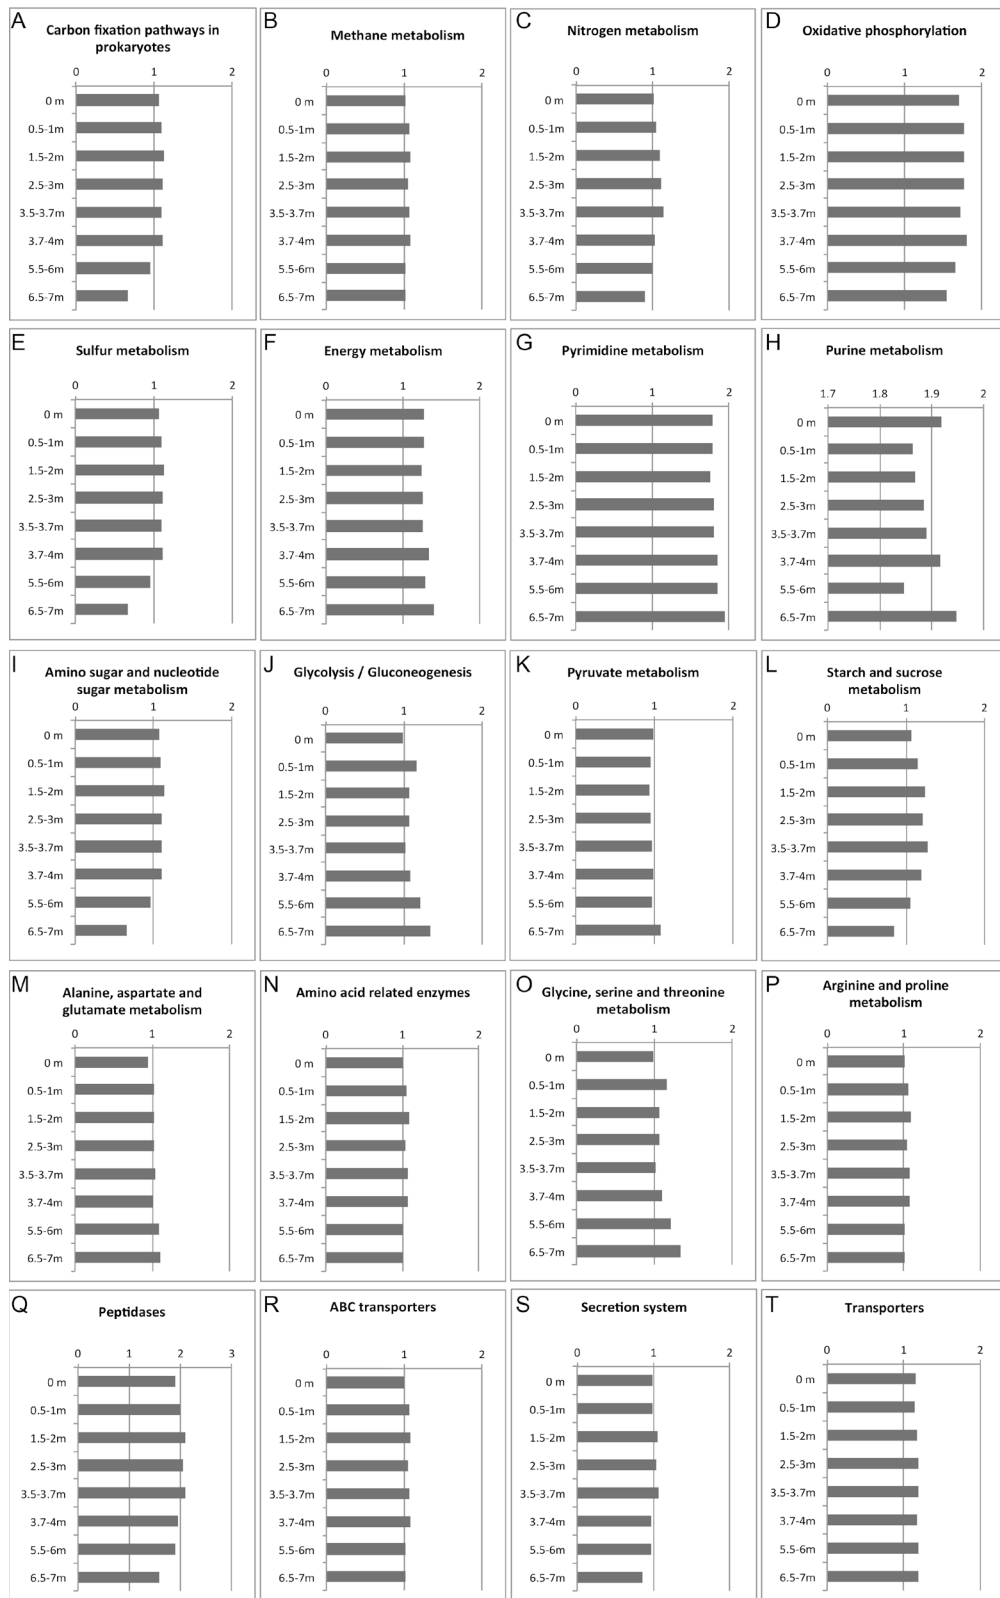 A
Carbon fixation pathways in
prokaryotes
0 1 2
0 m
0.5-1m
1.5-2m
2.5-3m
3.5-3.7m
3.7-4m
5.5-6m
6.5-7m
B
Methane metabolism
0 1 2
0 m
0.5-1m
1.5-2m
2.5-3m
3.5-3.7m
3.7-4m
5.5-6m
6.5-7m
C
Nitrogen metabolism
0 1 2
0 m
0.5-1m
1.5-2m
2.5-3m
3.5-3.7m
3.7-4m
5.5-6m
6.5-7m
D
Oxidative phosphorylation
0 1 2
0 m
0.5-1m
1.5-2m
2.5-3m
3.5-3.7m
3.7-4m
5.5-6m
6.5-7m
E
Sulfur metabolism
0 1 2
0 m
0.5-1m
1.5-2m
2.5-3m
3.5-3.7m
3.7-4m
5.5-6m
6.5-7m
F
Energy metabolism
0 1 2
0 m
0.5-1m
1.5-2m
2.5-3m
3.5-3.7m
3.7-4m
5.5-6m
6.5-7m
G
Pyrimidine metabolism
0 1 2
0 m
0.5-1m
1.5-2m
2.5-3m
3.5-3.7m
3.7-4m
5.5-6m
6.5-7m
H
Purine metabolism
1.7 1.8 1.9 2
0 m
0.5-1m
1.5-2m
2.5-3m
3.5-3.7m
3.7-4m
5.5-6m
6.5-7m
I
Amino sugar and nucleotide
sugar metabolism
0 1 2
0 m
0.5-1m
1.5-2m
2.5-3m
3.5-3.7m
3.7-4m
5.5-6m
6.5-7m
J
Glycolysis / Gluconeogenesis
0 1 2
0 m
0.5-1m
1.5-2m
2.5-3m
3.5-3.7m
3.7-4m
5.5-6m
6.5-7m
K
Pyruvate metabolism
0 1 2
0 m
0.5-1m
1.5-2m
2.5-3m
3.5-3.7m
3.7-4m
5.5-6m
6.5-7m
L
Starch and sucrose
metabolism
0 1 2
0 m
0.5-1m
1.5-2m
2.5-3m
3.5-3.7m
3.7-4m
5.5-6m
6.5-7m
M
Alanine, aspartate and
glutamate metabolism
0 1 2
0 m
0.5-1m
1.5-2m
2.5-3m
3.5-3.7m
3.7-4m
5.5-6m
6.5-7m
N
Amino acid related enzymes
0 1 2
0 m
0.5-1m
1.5-2m
2.5-3m
3.5-3.7m
3.7-4m
5.5-6m
6.5-7m
O
Glycine, serine and threonine
metabolism
0 1 2
0 m
0.5-1m
1.5-2m
2.5-3m
3.5-3.7m
3.7-4m
5.5-6m
6.5-7m
P
Arginine and proline
metabolism
0 1 2
0 m
0.5-1m
1.5-2m
2.5-3m
3.5-3.7m
3.7-4m
5.5-6m
6.5-7m
Q
Peptidases
0 1 2 3
0 m
0.5-1m
1.5-2m
2.5-3m
3.5-3.7m
3.7-4m
5.5-6m
6.5-7m
R
ABC transporters
0 1 2
0 m
0.5-1m
1.5-2m
2.5-3m
3.5-3.7m
3.7-4m
5.5-6m
6.5-7m
S
Secretion system
0 1 2
0 m
0.5-1m
1.5-2m
2.5-3m
3.5-3.7m
3.7-4m
5.5-6m
6.5-7m
T
Transporters
0 1 2
0 m
0.5-1m
1.5-2m
2.5-3m
3.5-3.7m
3.7-4m
5.5-6m
6.5-7m